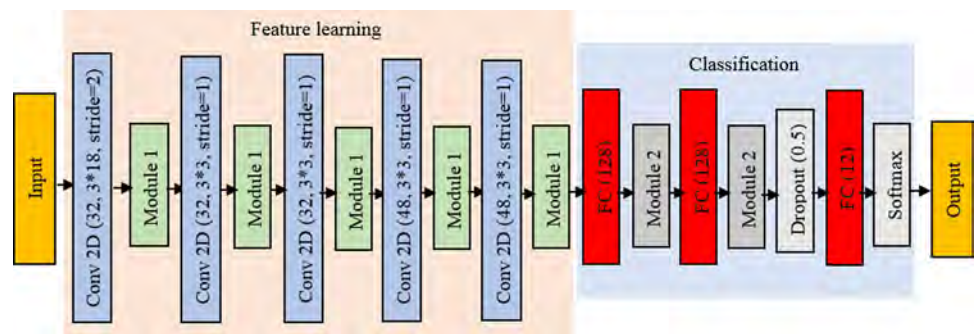 Feature learning
Classification
Input
Conv 2D (32, 3*18, stride=2)
Module 1
Conv 2D (32, 3*3, stride=1)
Module 1
Conv 2D (32, 3*3, stride=1)
Module 1
Conv 2D (48, 3*3, stride=1)
Module 1
Conv 2D (48, 3*3, stride=1)
Module 1
FC (128)
Module 2
FC (128)
Module 2
Dropout (0.5)
FC (12)
Softmax
Output